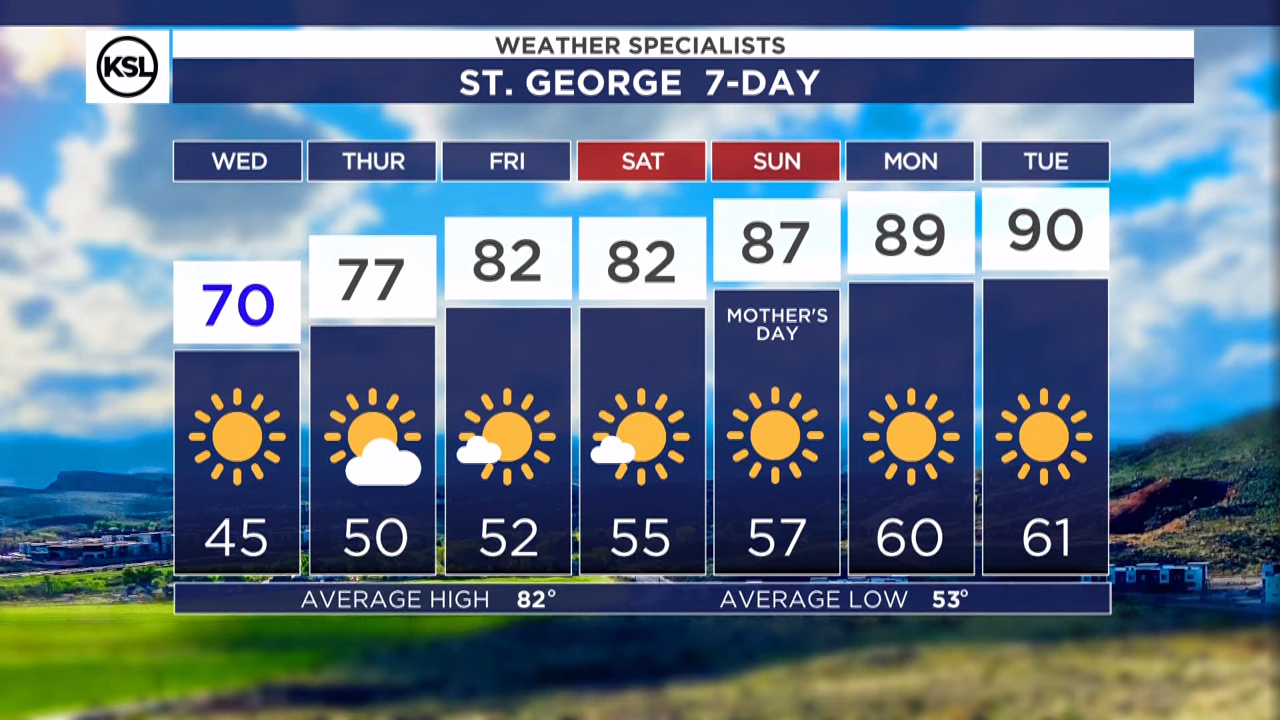 KSL
WEATHER SPECIALISTS
ST. GEORGE 7-DAY
WED THUR FRI SAT SUN MON TUE
70 77 82 82 87 89 90
MOTHER'S
DAY
45 50 52 55 57 60 61
AVERAGE HIGH 82° AVERAGE LOW 53°